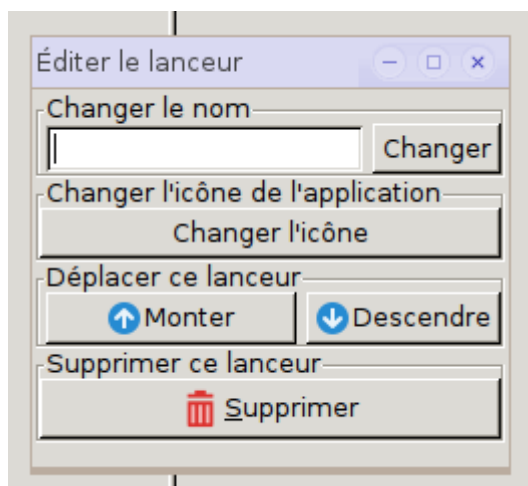 Éditer le lanceur
Changer le nom
Changer
Changer l'icône de l'application
Changer l'icône
Déplacer ce lanceur
Monter Descendre
Supprimer ce lanceur
Supprimer